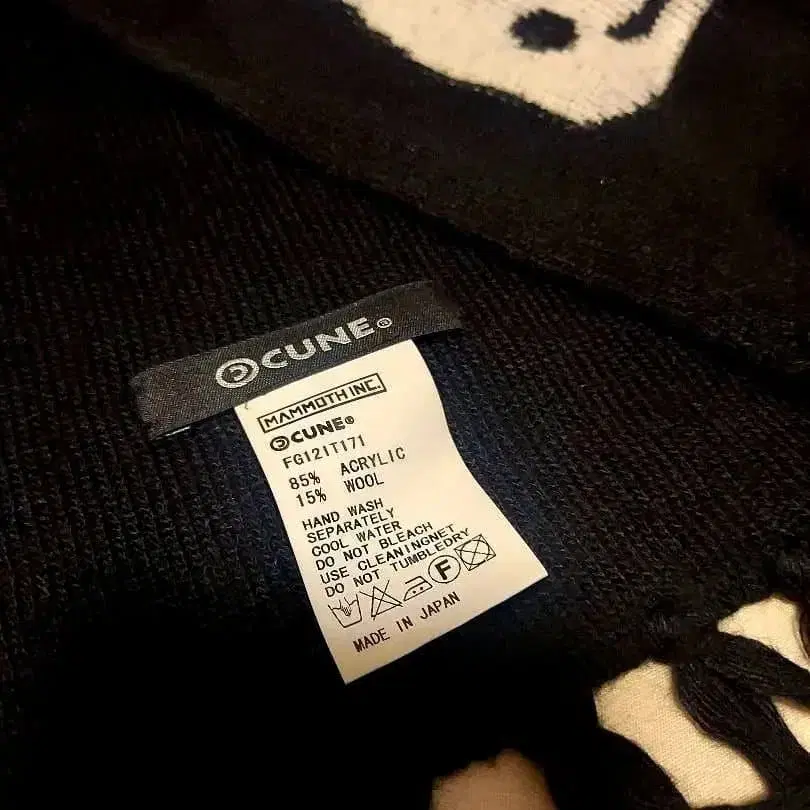 CUNE®
MAMMOTH INC.
CUNE®
FG121T171
85% ACRYLIC
15% WOOL
HAND WASH
SEPARATELY
COOL WATER
DO NOT BLEACH
USE CLEANINGNET
DO NOT TUMBLEDRY
F
MADE IN JAPAN